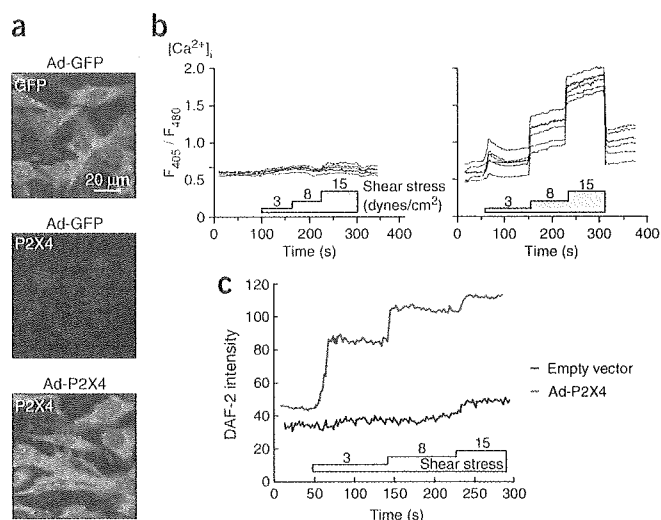 a
Ad-GFP
GFP
20 μm
Ad-GFP
P2X4
Ad-P2X4
P2X4
b
[Ca²⁺]ᵢ
F₄₀₅ / F₄₈₀
2.0
1.5
1.0
0.5
0
3
8
15
Shear stress
(dynes/cm²)
0 100 200 300 400
Time (s)
3
8
15
0 100 200 300 400
Time (s)
c
DAF-2 intensity
120
100
80
60
40
20
0
3
8
15
Shear stress
0 50 100 150 200 250 300
Time (s)
Empty vector
Ad-P2X4